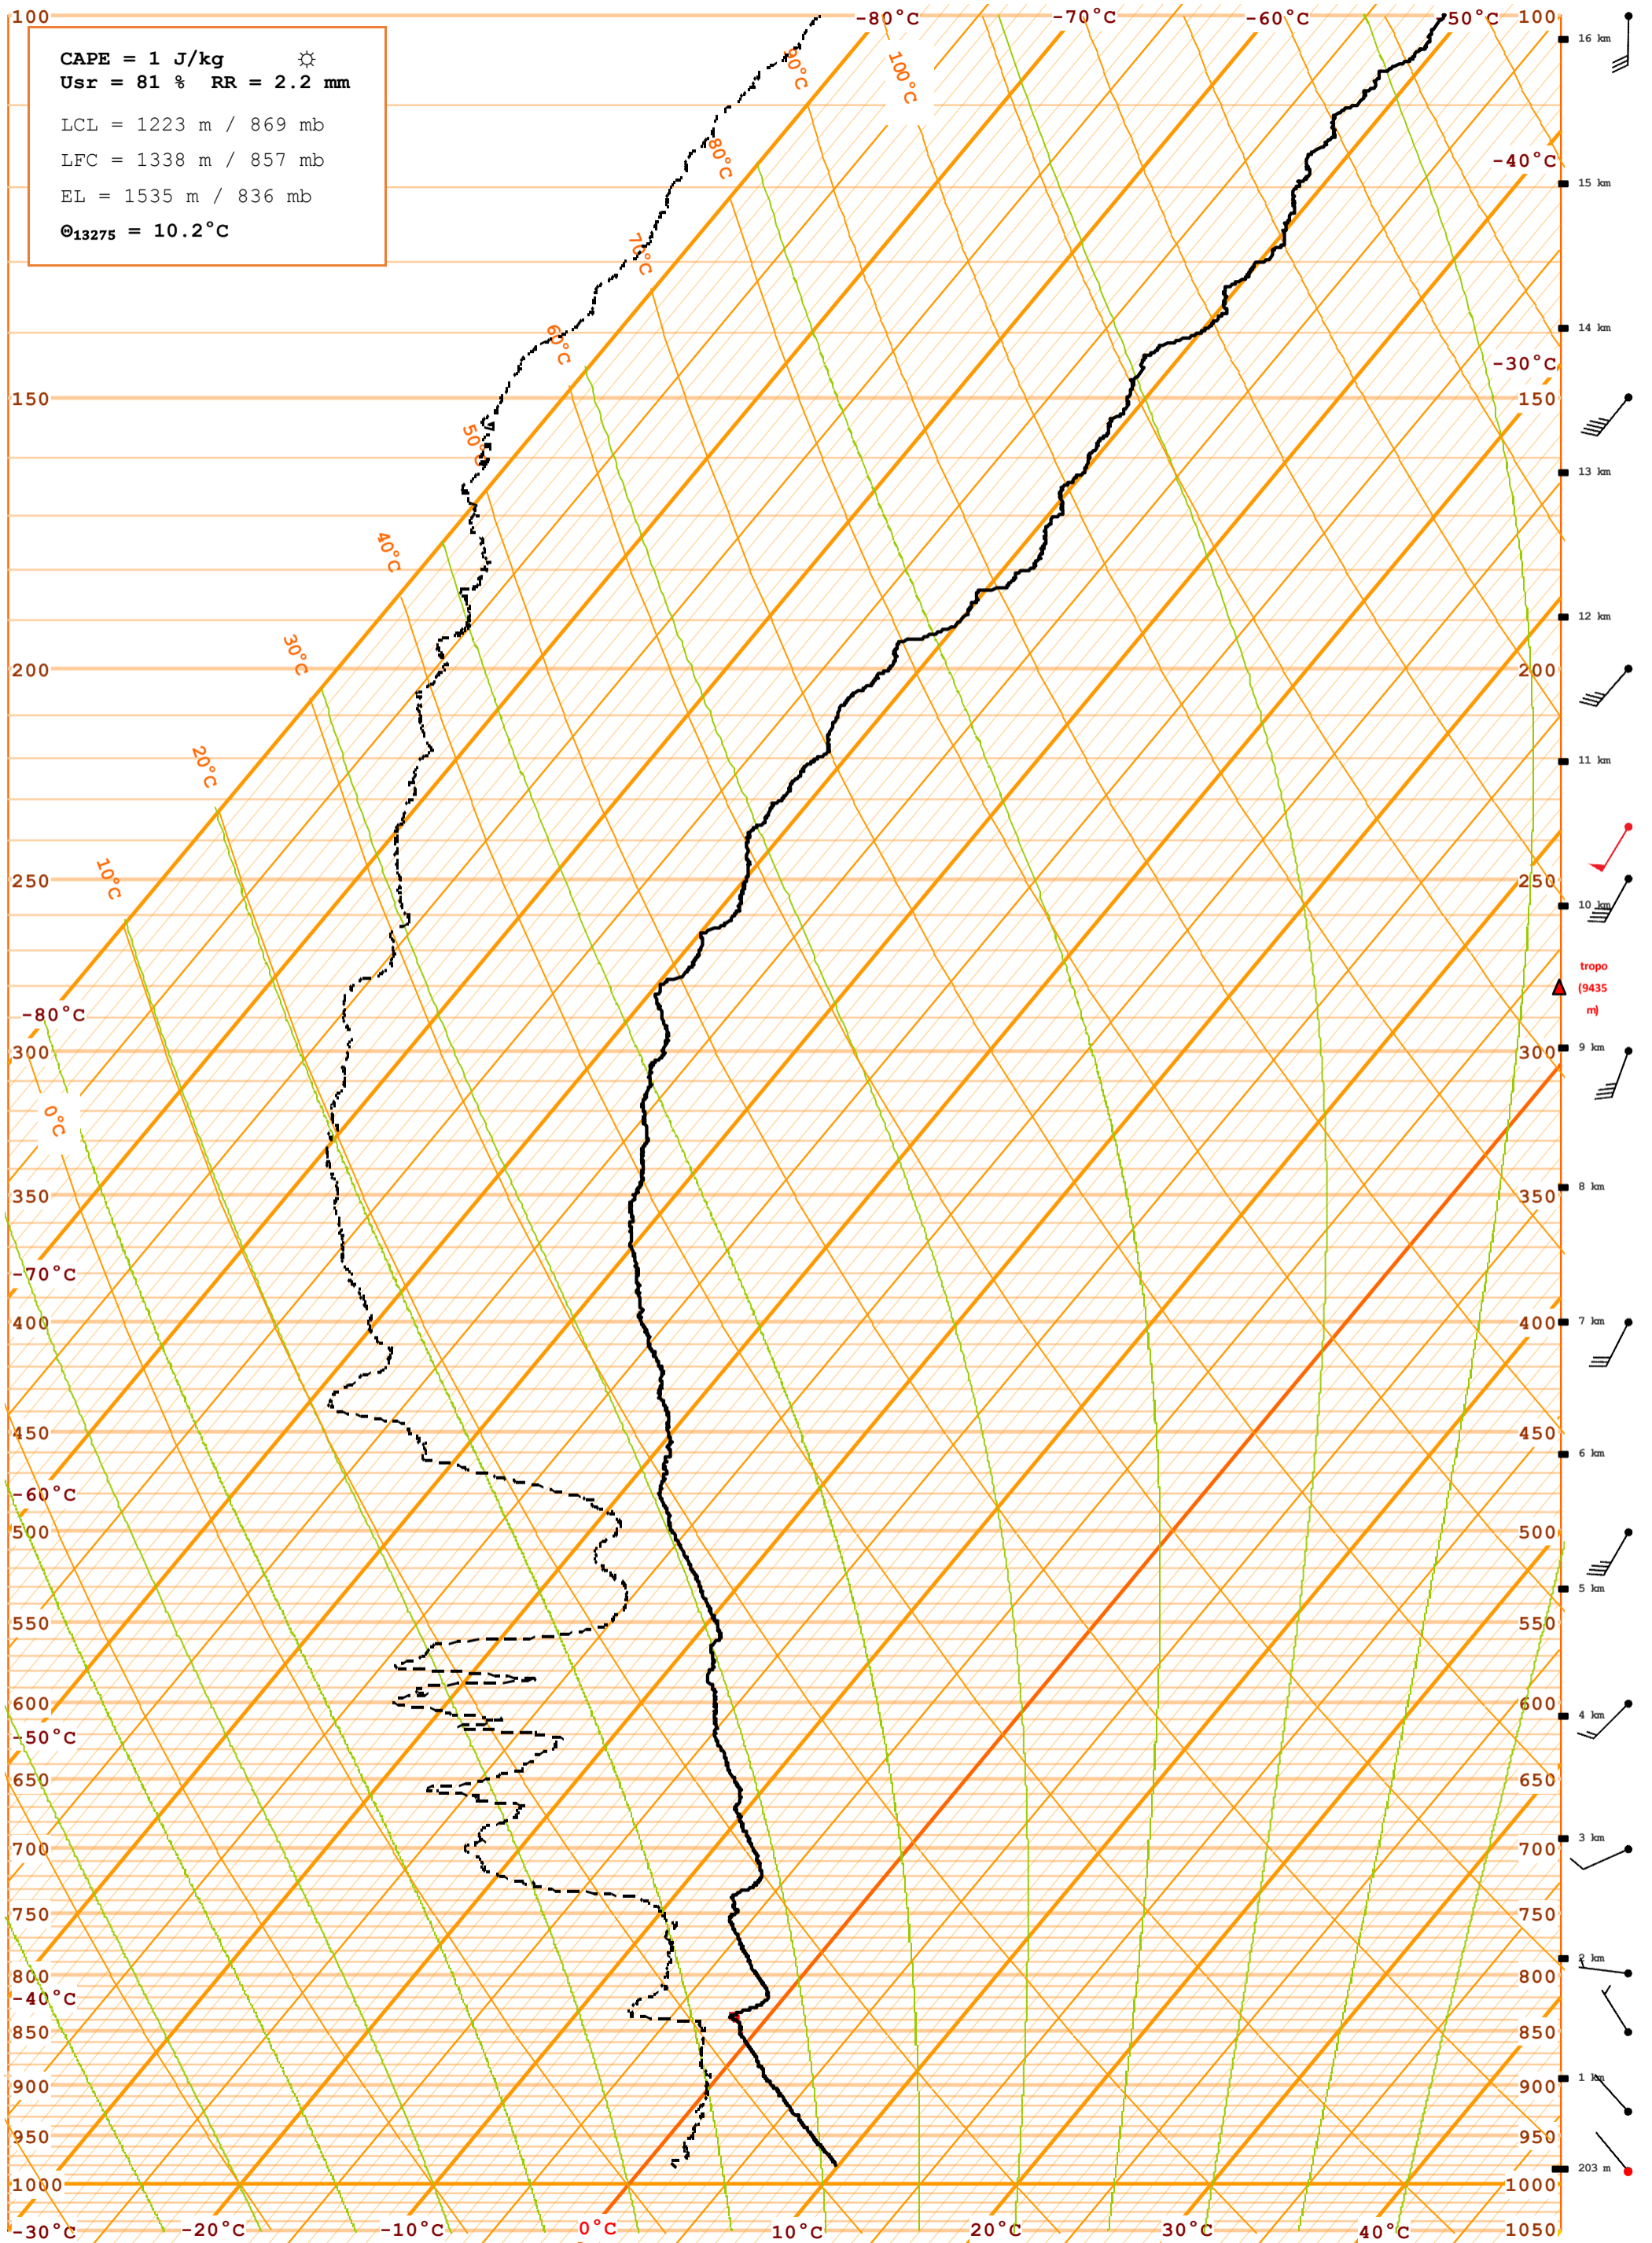 100
-80°C
-70°C
-60°C
50°C
100
16 km
CAPE = 1 J/kg ☼
Usr = 81 % RR = 2.2 mm
LCL = 1223 m / 869 mb
LFC = 1338 m / 857 mb
EL = 1535 m / 836 mb
Θ13275 = 10.2°C
90°C
100°C
80°C
-40°C
15 km
70°C
14 km
60°C
-30°C
150
150
50°C
13 km
40°C
12 km
30°C
200
200
20°C
11 km
10°C
250
250
10 km
tropo
(9435
m)
-80°C
300
300
9 km
0°C
350
350
8 km
-70°C
400
400
7 km
450
450
6 km
-60°C
500
500
5 km
550
550
600
600
4 km
-50°C
650
650
700
700
3 km
750
750
2 km
800
800
-40°C
850
850
900
900
1 km
950
950
203 m
1000
1000
-30°C
-20°C
-10°C
0°C
10°C
20°C
30°C
40°C
1050